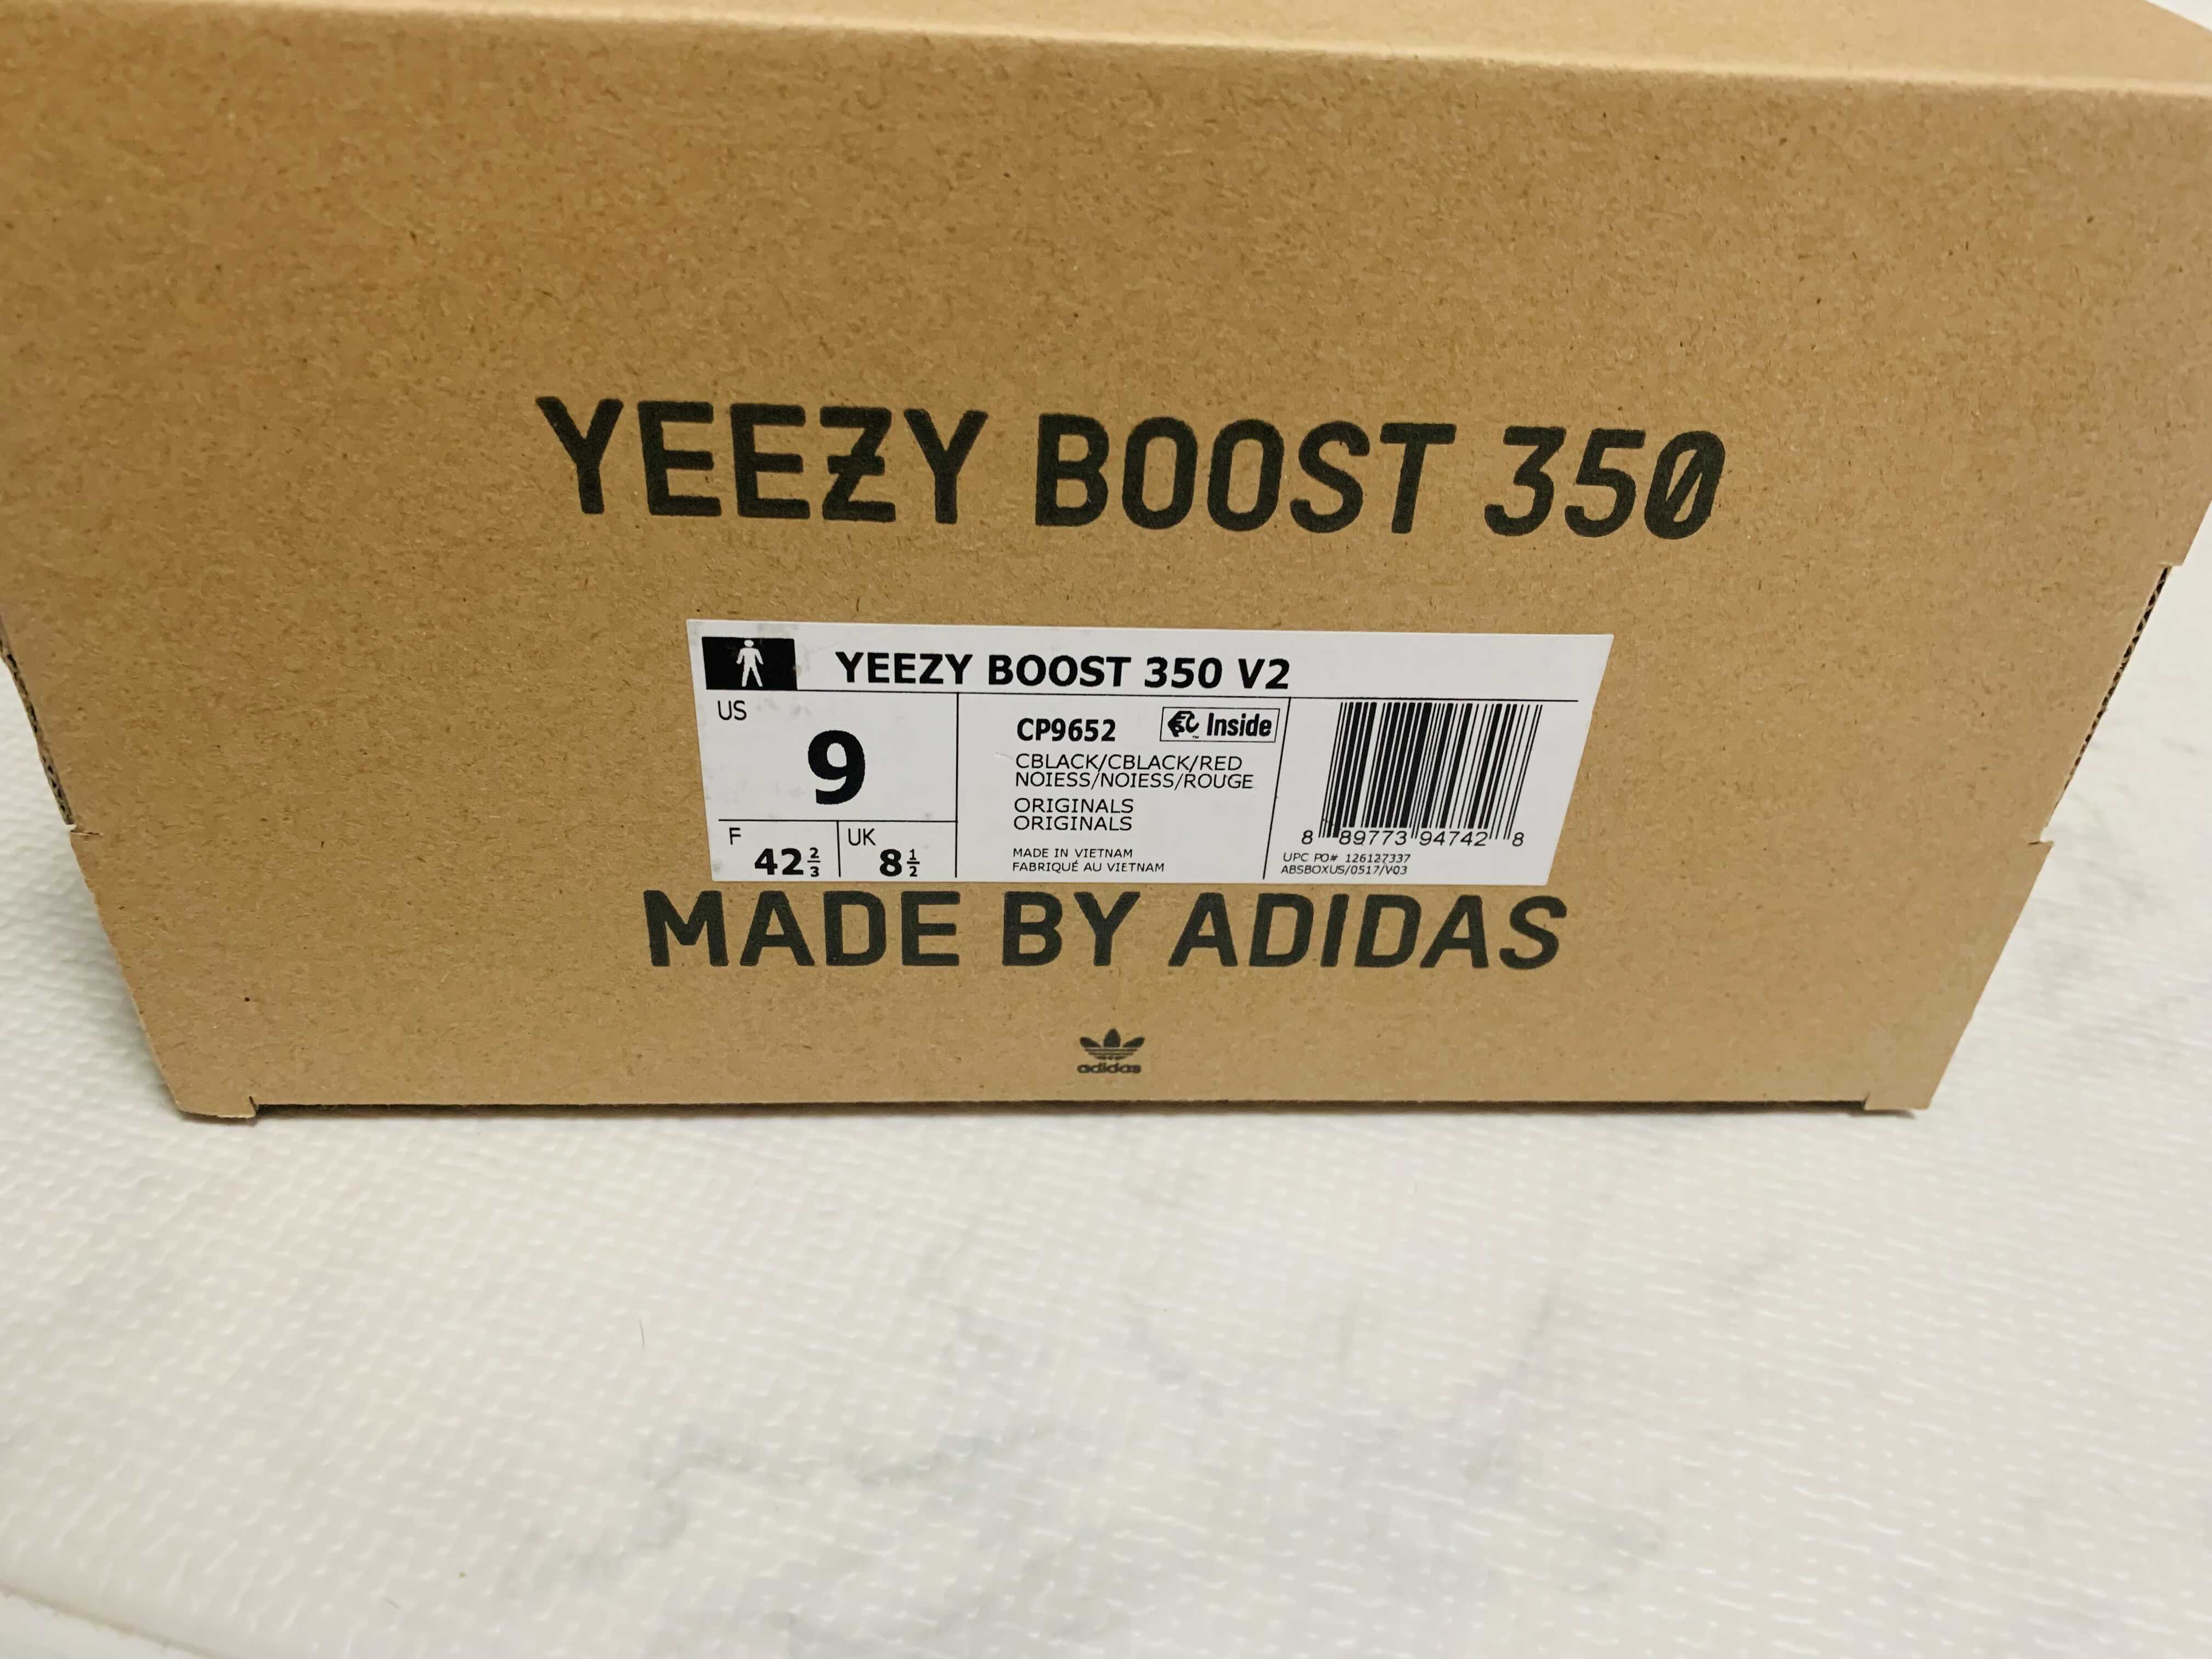 YEEZY BOOST 350
YEEZY BOOST 350 V2
US
9
F 42 2/3
UK 8 1/2
CP9652
Inside
CBLACK/CBLACK/RED
NOIESS/NOIESS/ROUGE
ORIGINALS
ORIGINALS
MADE IN VIETNAM
FABRIQUÉ AU VIETNAM
8 89773 94742 8
UPC PO# 126127337
ABSBOXUS/0517/V03
MADE BY ADIDAS
adidas